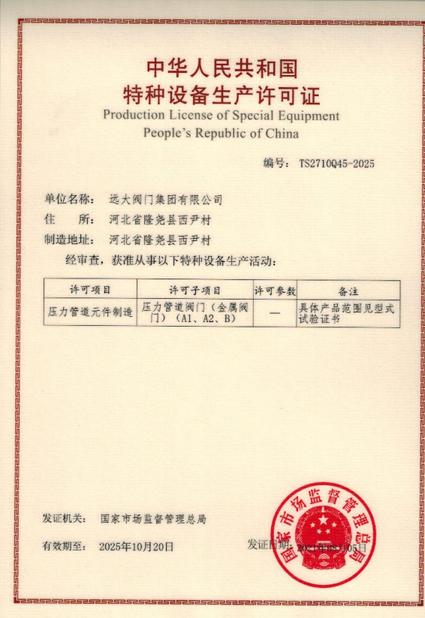 中华人民共和国
特种设备生产许可证
Production License of Special Equipment
People's Republic of China
编号： TS2710Q45-2025
单位名称： 远大阀门集团有限公司
住 所： 河北省隆尧县西尹村
制造地址： 河北省隆尧县西尹村
经审查，获准从事以下特种设备生产活动：
许可项目 许可子项目 许可参数 备注
压力管道元件制造 压力管道阀门（金属阀 — 具体产品范围见型式
门）（A1、A2、B） 试验证书
发证机关： 国家市场监督管理总局
有效期至： 2025年10月20日
发证日期：
国家市场监督管理总局